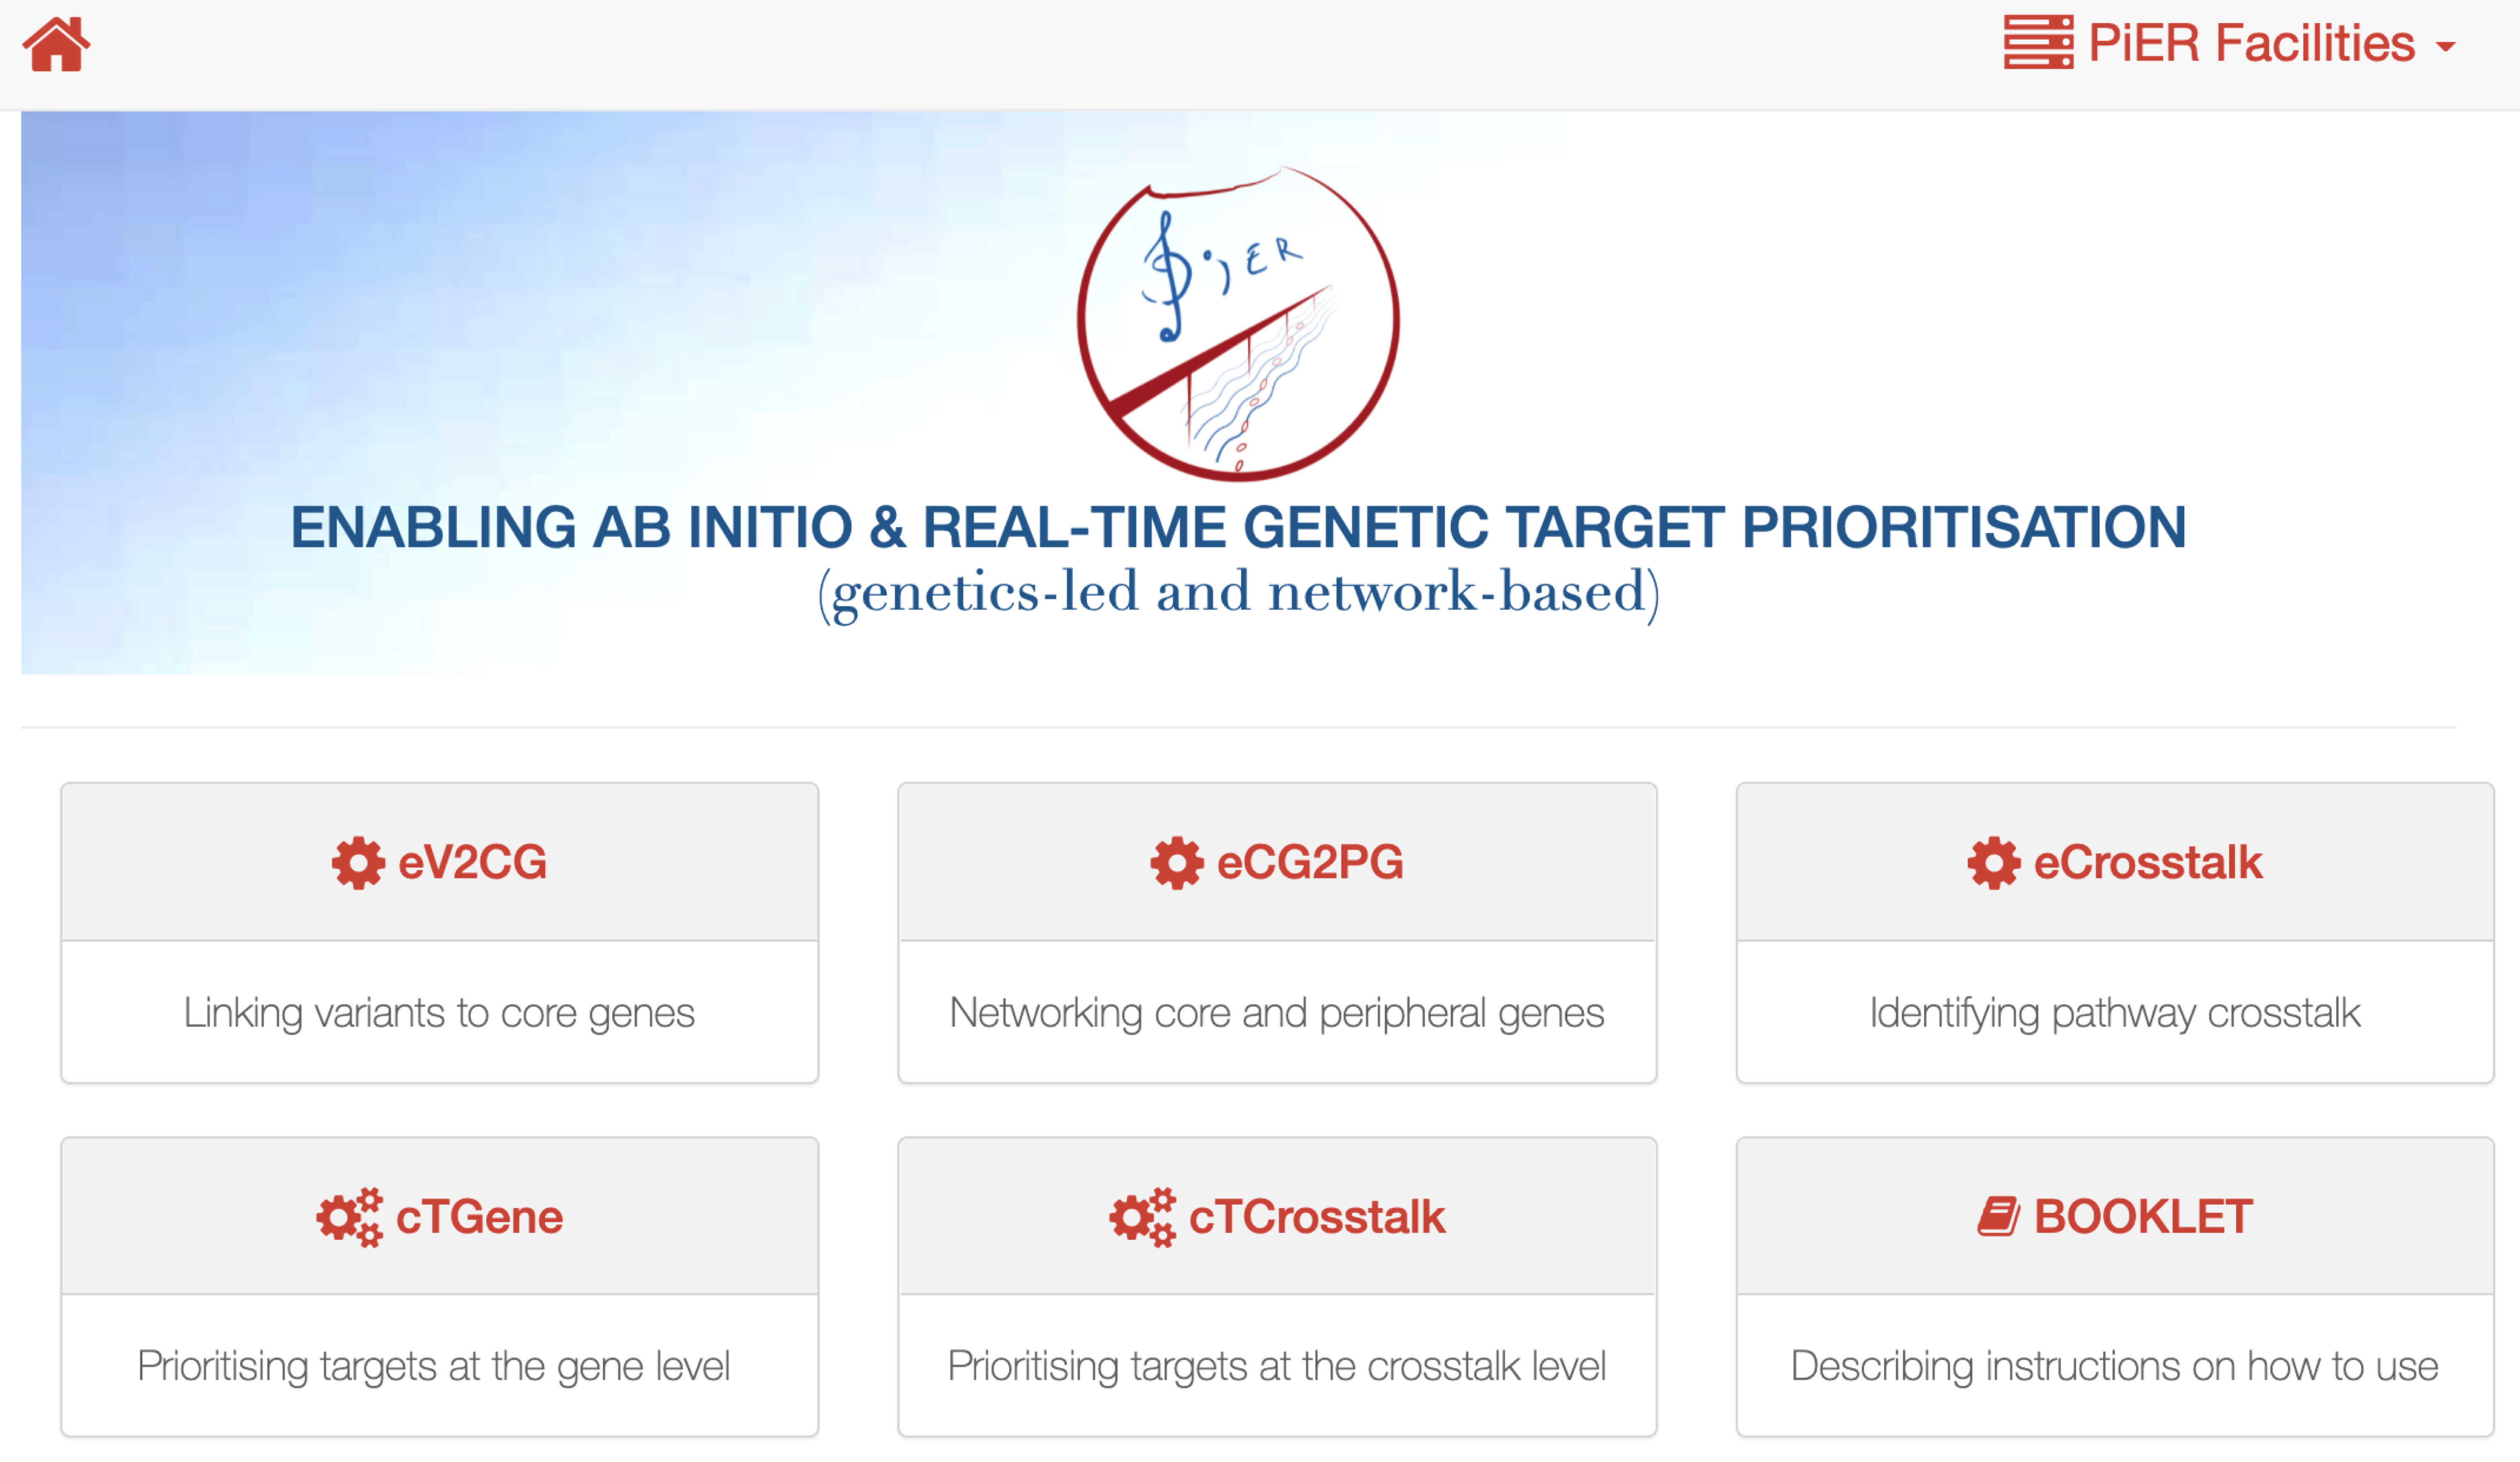 PiER Facilities
PiER
ENABLING AB INITIO & REAL-TIME GENETIC TARGET PRIORITISATION
(genetics-led and network-based)
eV2CG
eCG2PG
eCrosstalk
Linking variants to core genes
Networking core and peripheral genes
Identifying pathway crosstalk
cTGene
cTCrosstalk
BOOKLET
Prioritising targets at the gene level
Prioritising targets at the crosstalk level
Describing instructions on how to use